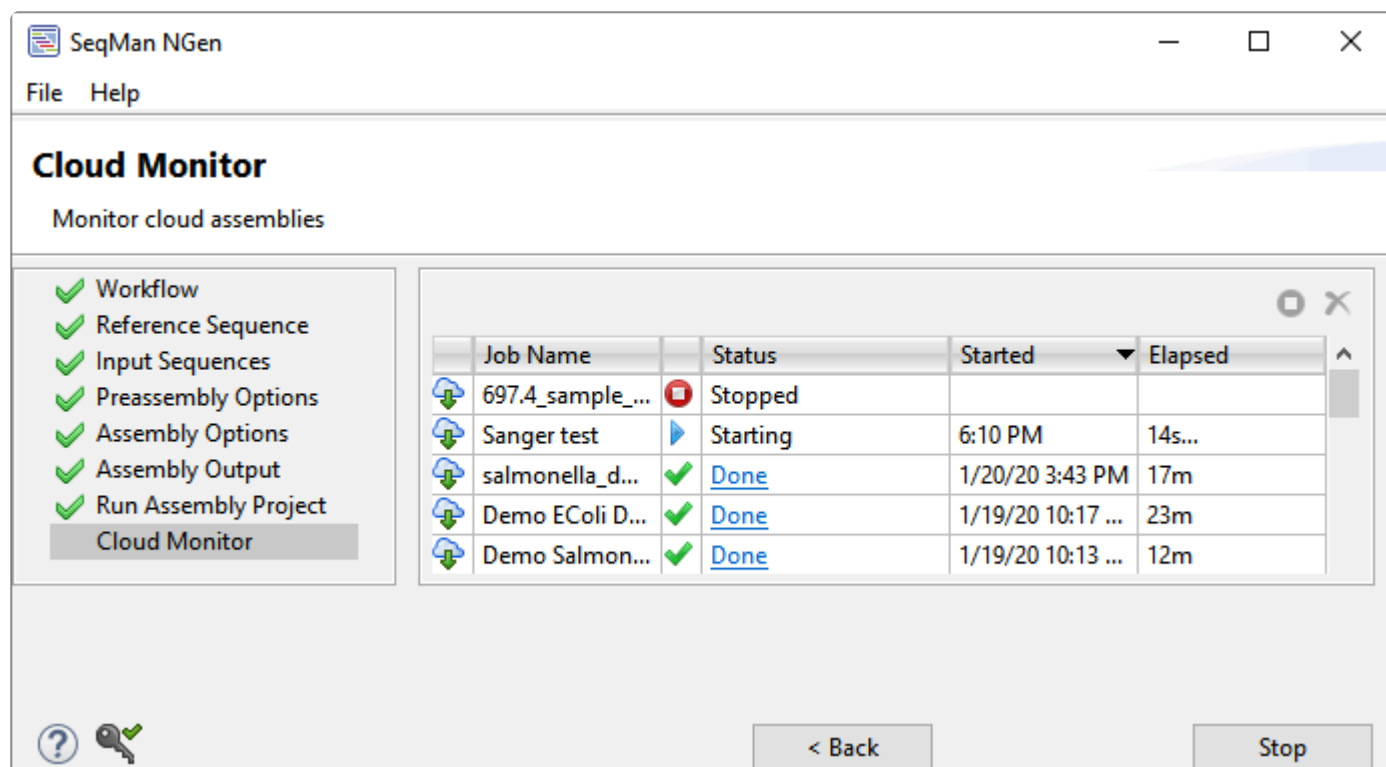 SeqMan NGen
File Help
Cloud Monitor
Monitor cloud assemblies
Workflow
Reference Sequence
Input Sequences
Preassembly Options
Assembly Options
Assembly Output
Run Assembly Project
Cloud Monitor
Job Name Status Started Elapsed
697.4_sample_... Stopped
Sanger test Starting 6:10 PM 14s...
salmonella_d... Done 1/20/20 3:43 PM 17m
Demo EColi D... Done 1/19/20 10:17 ... 23m
Demo Salmon... Done 1/19/20 10:13 ... 12m
< Back Stop